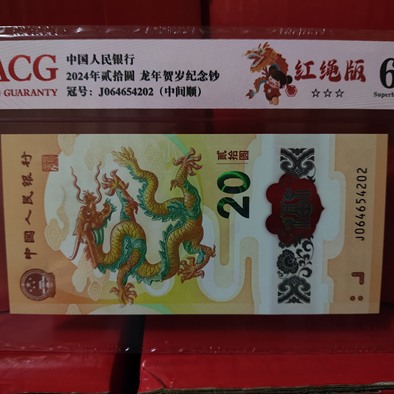 ACG
GUARANTY
中国人民银行
2024年贰拾圆 龙年贺岁纪念钞
冠号：J064654202（中间顺）
红绳版
☆☆☆
6
Superb
中国人民银行
贰拾圆
20
J064654202